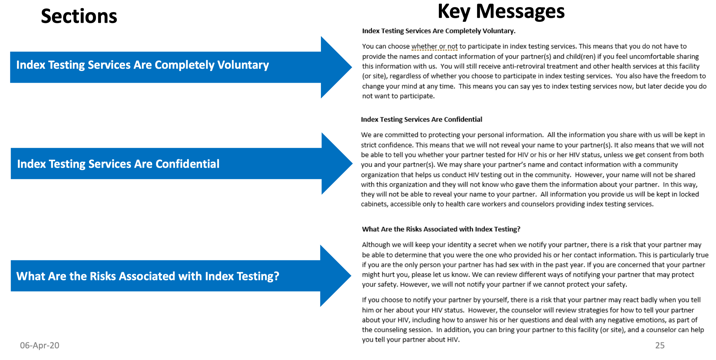 Sections
Key Messages
Index Testing Services Are Completely Voluntary
Index Testing Services Are Completely Voluntary.
You can choose whether or not to participate in index testing services. This means that you do not have to
provide the names and contact information of your partner(s) and child(ren) if you feel uncomfortable sharing
this information with us.  You will still receive anti-retroviral treatment and other health services at this facility
(or site), regardless of whether you choose to participate in index testing services.  You also have the freedom to
change your mind at any time.  This means you can say yes to index testing services now, but later decide you do
not want to participate.
Index Testing Services Are Confidential
Index Testing Services Are Confidential
We are committed to protecting your personal information.  All the information you share with us will be kept in
strict confidence. This means that we will not reveal your name to your partner(s). It also means that we will not
be able to tell you whether your partner tested for HIV or his or her HIV status, unless we get consent from both
you and your partner(s). We may share your partner's name and contact information with a community
organization that helps us conduct HIV testing out in the community.  However, your name will not be shared
with this organization and they will not know who gave them the information about your partner.  In this way,
they will not be able to reveal your name to your partner.  All information you provide us will be kept in locked
cabinets, accessible only to health care workers and counselors providing index testing services.
What Are the Risks Associated with Index Testing?
What Are the Risks Associated with Index Testing?
Although we will keep your identity a secret when we notify your partner, there is a risk that your partner may
be able to determine that you were the one who provided his or her contact information. This is particularly true
if you are the only person your partner has had sex with in the past year. If you are concerned that your partner
might hurt you, please let us know. We can review different ways of notifying your partner that may protect
your safety. However, we will not notify your partner if we cannot protect your safety.
If you choose to notify your partner by yourself, there is a risk that your partner may react badly when you tell
him or her about your HIV status.  However, the counselor will review strategies for how to tell your partner
about your HIV, including how to answer his or her questions and deal with any negative emotions, as part of
the counseling session.  In addition, you can bring your partner to this facility (or site), and a counselor can help
you tell your partner about HIV.
06-Apr-20
25